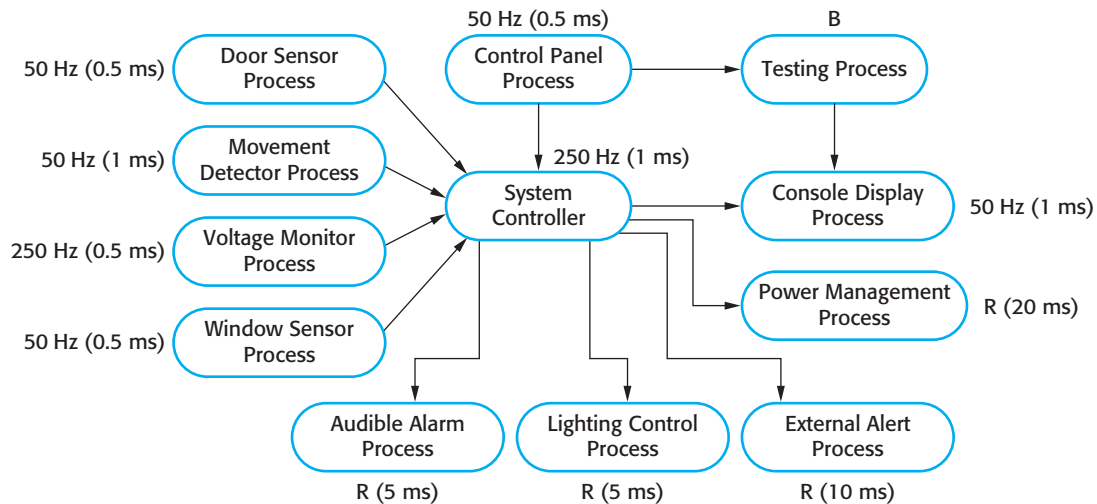 50 Hz (0.5 ms)
B
Door Sensor
Process
50 Hz (0.5 ms)
Control Panel
Process
Testing Process
Movement
Detector Process
50 Hz (1 ms)
250 Hz (1 ms)
System
Controller
Console Display
Process
50 Hz (1 ms)
Voltage Monitor
Process
250 Hz (0.5 ms)
Power Management
Process
R (20 ms)
Window Sensor
Process
50 Hz (0.5 ms)
Audible Alarm
Process
Lighting Control
Process
External Alert
Process
R (5 ms)
R (5 ms)
R (10 ms)